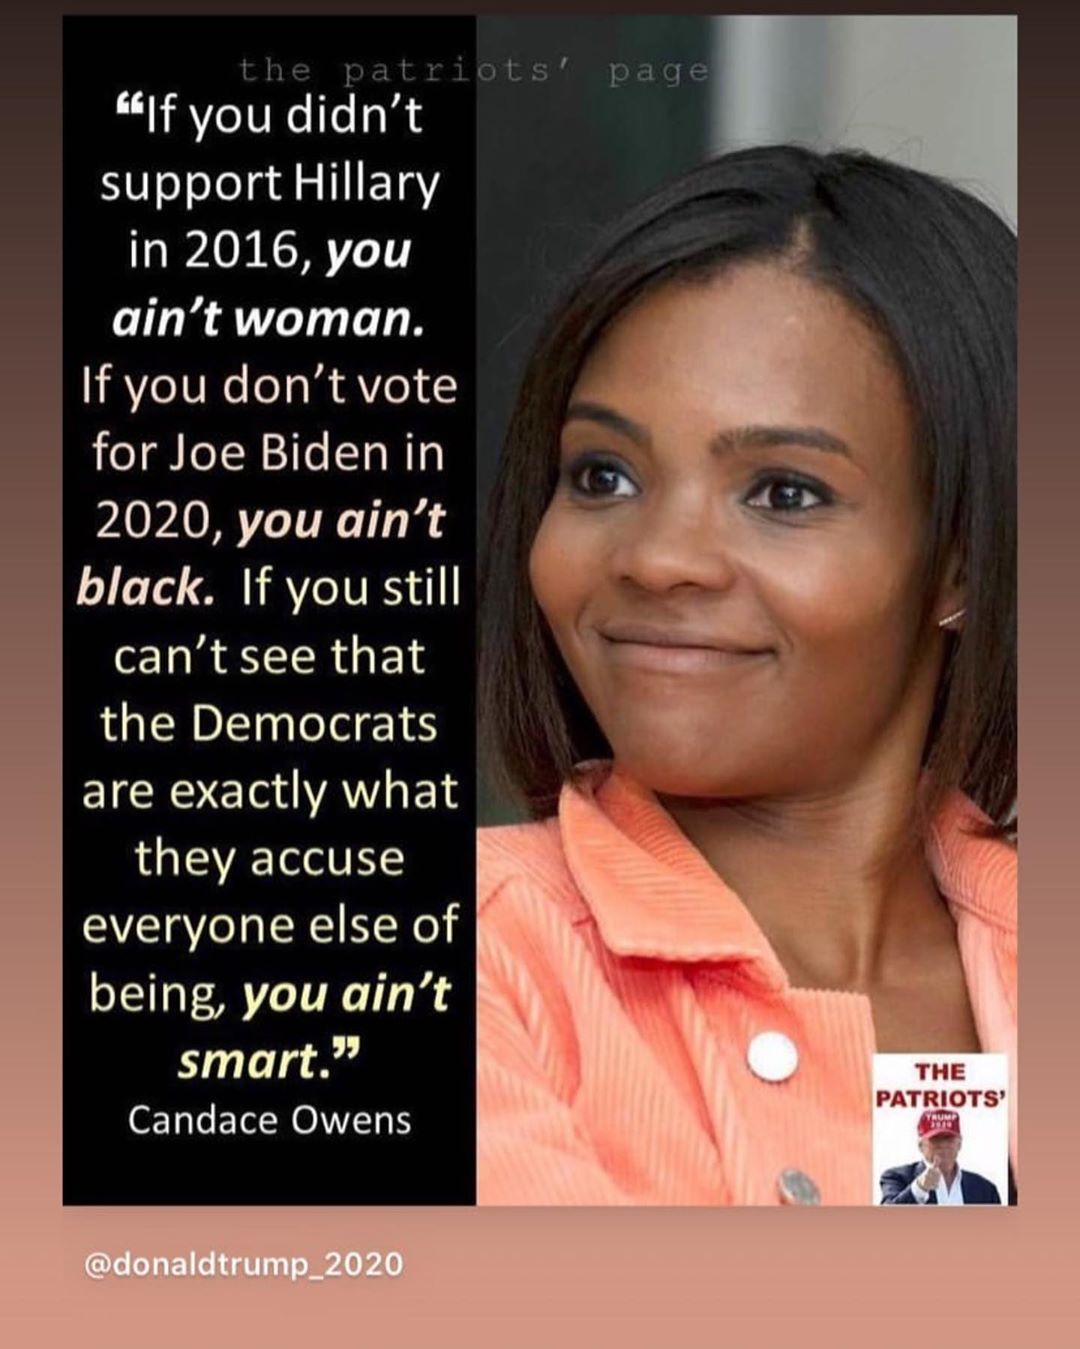 the patriots' page
“If you didn’t
support Hillary
in 2016, you
ain’t woman.
If you don’t vote
for Joe Biden in
2020, you ain’t
black. If you still
can’t see that
the Democrats
are exactly what
they accuse
everyone else of
being, you ain’t
smart.”
Candace Owens
THE
PATRIOTS’
TRUMP
@donaldtrump_2020